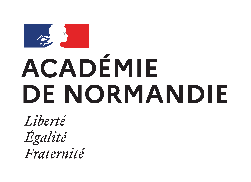 ACADÉMIE
DE NORMANDIE
Liberté
Égalité
Fraternité